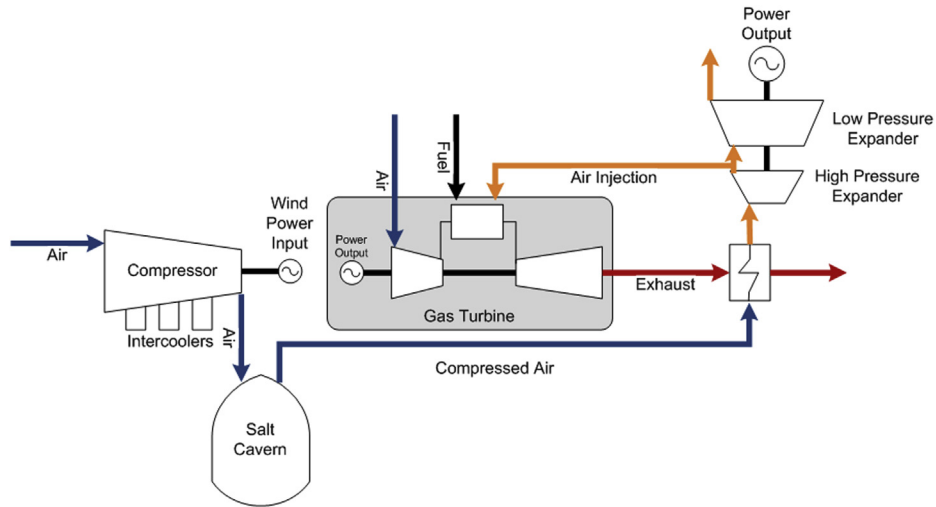 Power
Output
Low Pressure
Expander
High Pressure
Expander
Air Injection
Fuel
Air
Wind
Power
Input
Power
Output
Air
Compressor
Exhaust
Gas Turbine
Intercoolers
Air
Compressed Air
Salt
Cavern